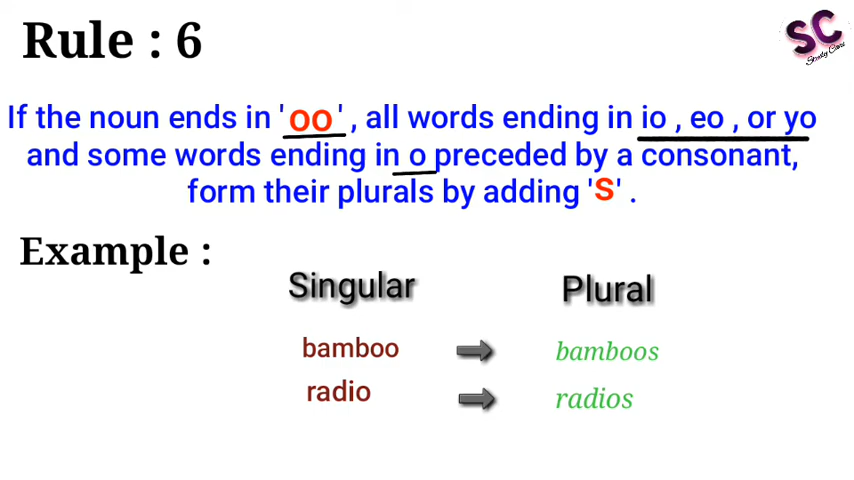 Rule : 6
SC
Study Care
If the noun ends in 'oo' , all words ending in io , eo , or yo
and some words ending in o preceded by a consonant,
form their plurals by adding 'S' .
Example :
Singular Plural
bamboo bamboos
radio radios